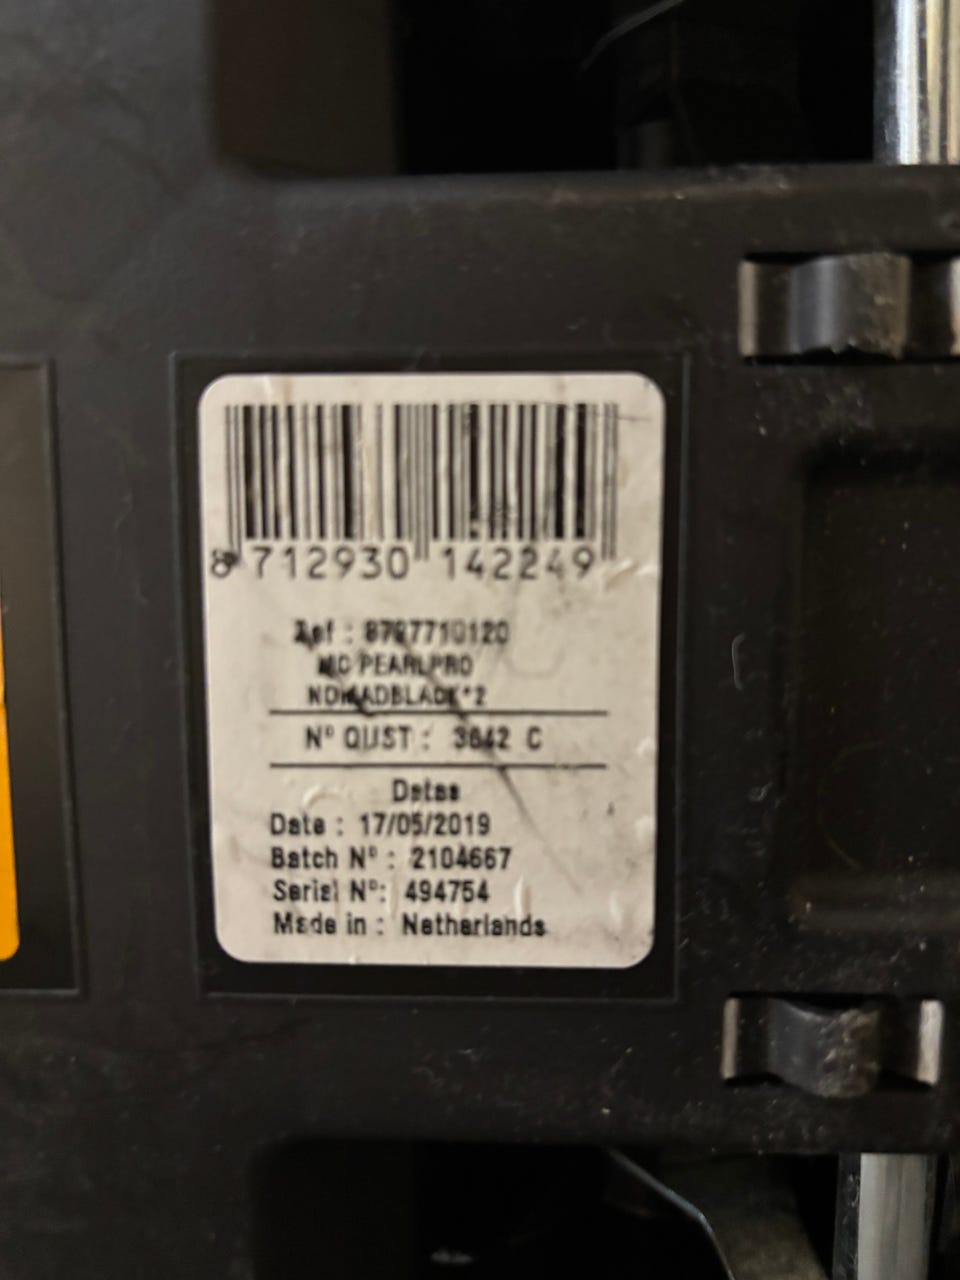 8 712930 142249
Ref : 8797710120
MC PEARLPRO
NOMADBLACK*2
N° QUST : 3642 C
Datas
Date : 17/05/2019
Batch N° : 2104667
Serial N°: 494754
Made in : Netherlands